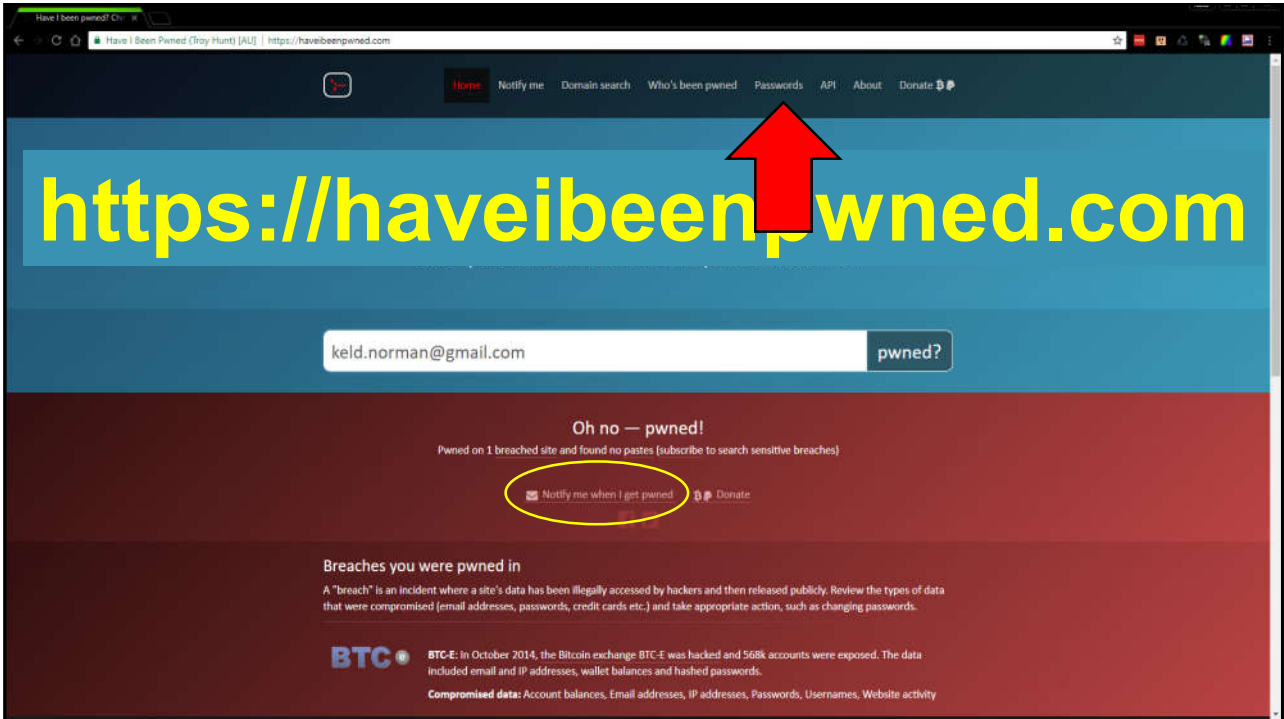 Have I been pwned? Che
Have I Been Pwned (Troy Hunt) [AU] | https://haveibeenpwned.com
Home Notify me Domain search Who's been pwned Passwords API About Donate
https://haveibeenpwned.com
keld.norman@gmail.com pwned?
Oh no — pwned!
Pwned on 1 breached site and found no pastes (subscribe to search sensitive breaches)
Notify me when I get pwned Donate
Breaches you were pwned in
A "breach" is an incident where a site's data has been illegally accessed by hackers and then released publicly. Review the types of data
that were compromised (email addresses, passwords, credit cards etc.) and take appropriate action, such as changing passwords.
BTC
BTC-E: In October 2014, the Bitcoin exchange BTC-E was hacked and 568k accounts were exposed. The data
included email and IP addresses, wallet balances and hashed passwords.
Compromised data: Account balances, Email addresses, IP addresses, Passwords, Usernames, Website activity